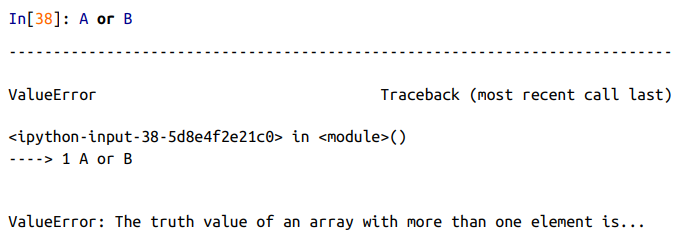 In[38]: A or B
---------------------------------------------------------------------------
ValueError Traceback (most recent call last)
<ipython-input-38-5d8e4f2e21c0> in <module>()
----> 1 A or B
ValueError: The truth value of an array with more than one element is...